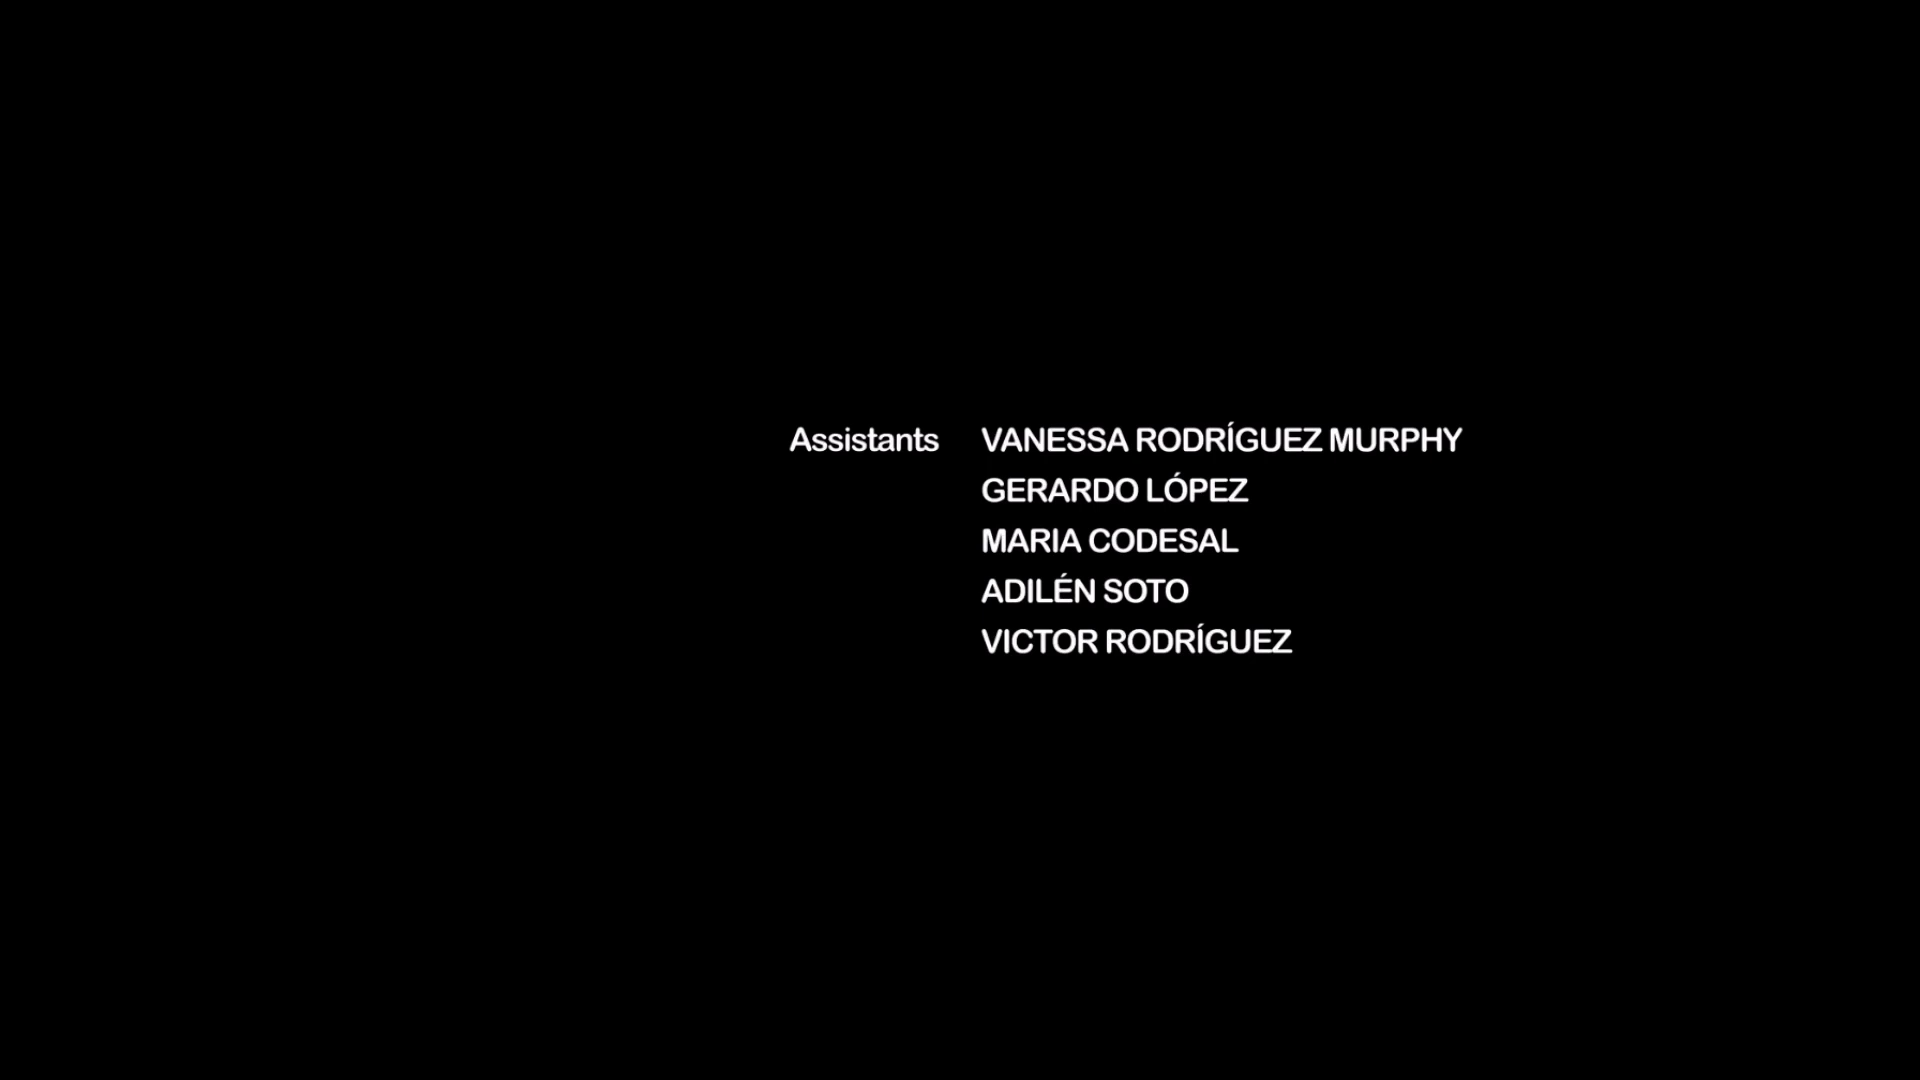 Assistants VANESSA RODRÍGUEZ MURPHY
GERARDO LÓPEZ
MARIA CODESAL
ADILÉN SOTO
VICTOR RODRÍGUEZ